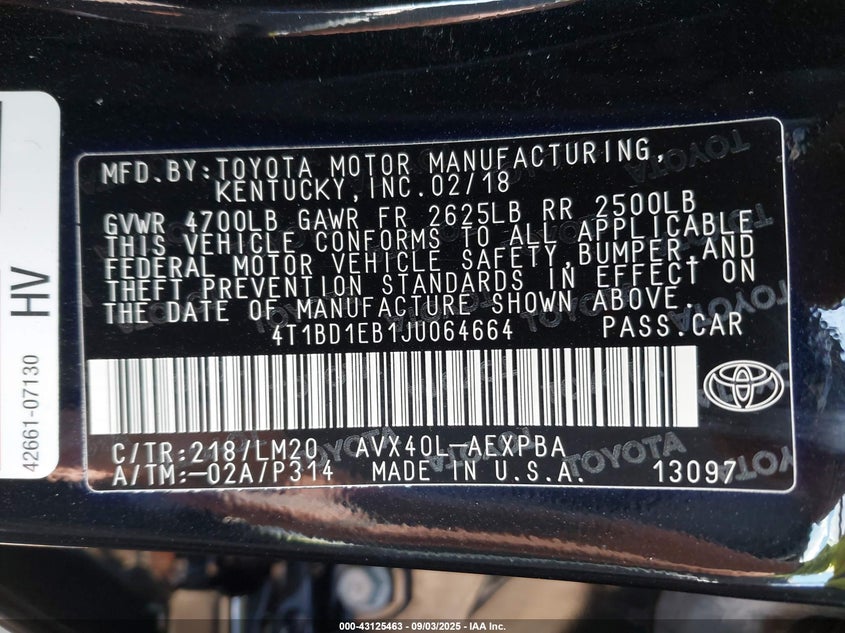 MFD.BY:TOYOTA MOTOR MANUFACTURING,
KENTUCKY,INC.02/18
GVWR 4700LB GAWR FR 2625LB RR 2500LB
THIS VEHICLE CONFORMS TO ALL APPLICABLE
FEDERAL MOTOR VEHICLE SAFETY,BUMPER,AND
THEFT PREVENTION STANDARDS IN EFFECT ON
THE DATE OF MANUFACTURE SHOWN ABOVE.
4T1BD1EB1JU064664 PASS.CAR
C/TR:218/LM20 AVX40L-AEXPBA
A/TM:-02A/P314 MADE IN U.S.A. 13097
TOYOTA
HV
42661-07130
000-43125463 - 09/03/2025 - IAA Inc.